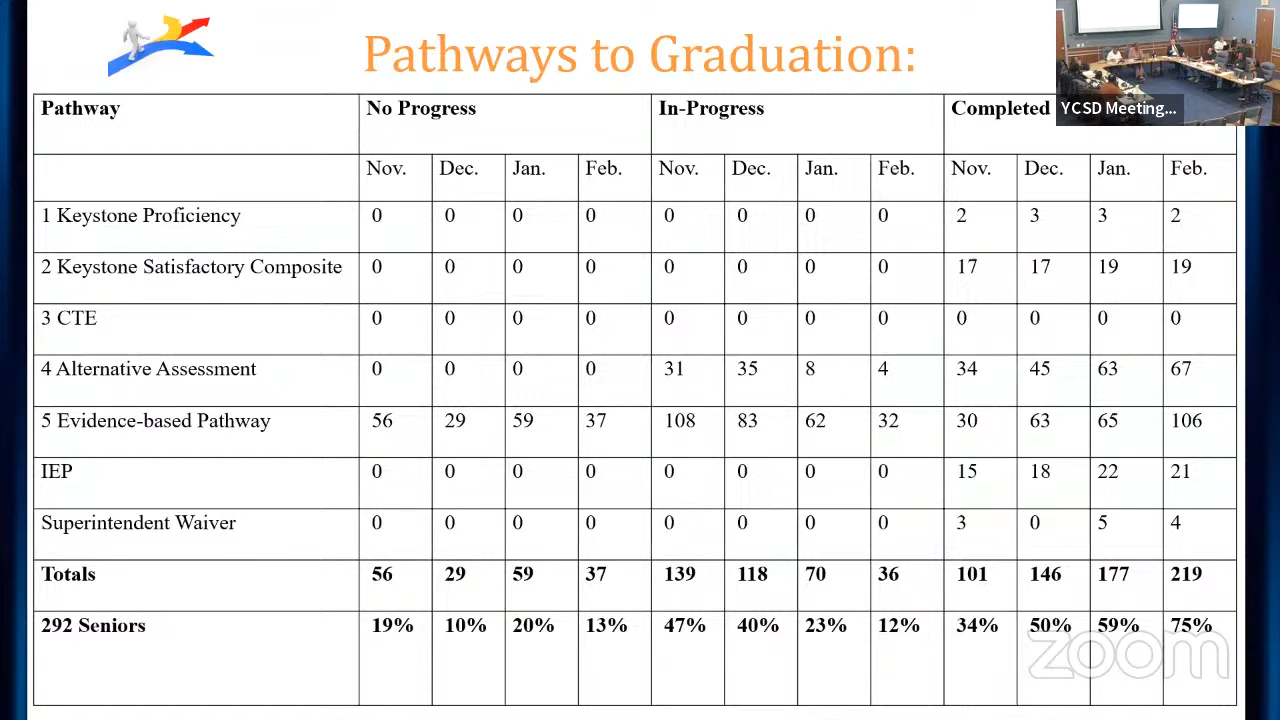 Pathways to Graduation:
YCSD Meeting...
Pathway No Progress In-Progress Completed
Nov. Dec. Jan. Feb. Nov. Dec. Jan. Feb. Nov. Dec. Jan. Feb.
1 Keystone Proficiency 0 0 0 0 0 0 0 0 2 3 3 2
2 Keystone Satisfactory Composite 0 0 0 0 0 0 0 0 17 17 19 19
3 CTE 0 0 0 0 0 0 0 0 0 0 0 0
4 Alternative Assessment 0 0 0 0 31 35 8 4 34 45 63 67
5 Evidence-based Pathway 56 29 59 37 108 83 62 32 30 63 65 106
IEP 0 0 0 0 0 0 0 0 15 18 22 21
Superintendent Waiver 0 0 0 0 0 0 0 0 3 0 5 4
Totals 56 29 59 37 139 118 70 36 101 146 177 219
292 Seniors 19% 10% 20% 13% 47% 40% 23% 12% 34% 50% 59% 75%
zoom